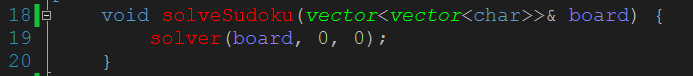 18 void solveSudoku(vector<vector<char>>& board) {
19 solver(board, 0, 0);
20 }